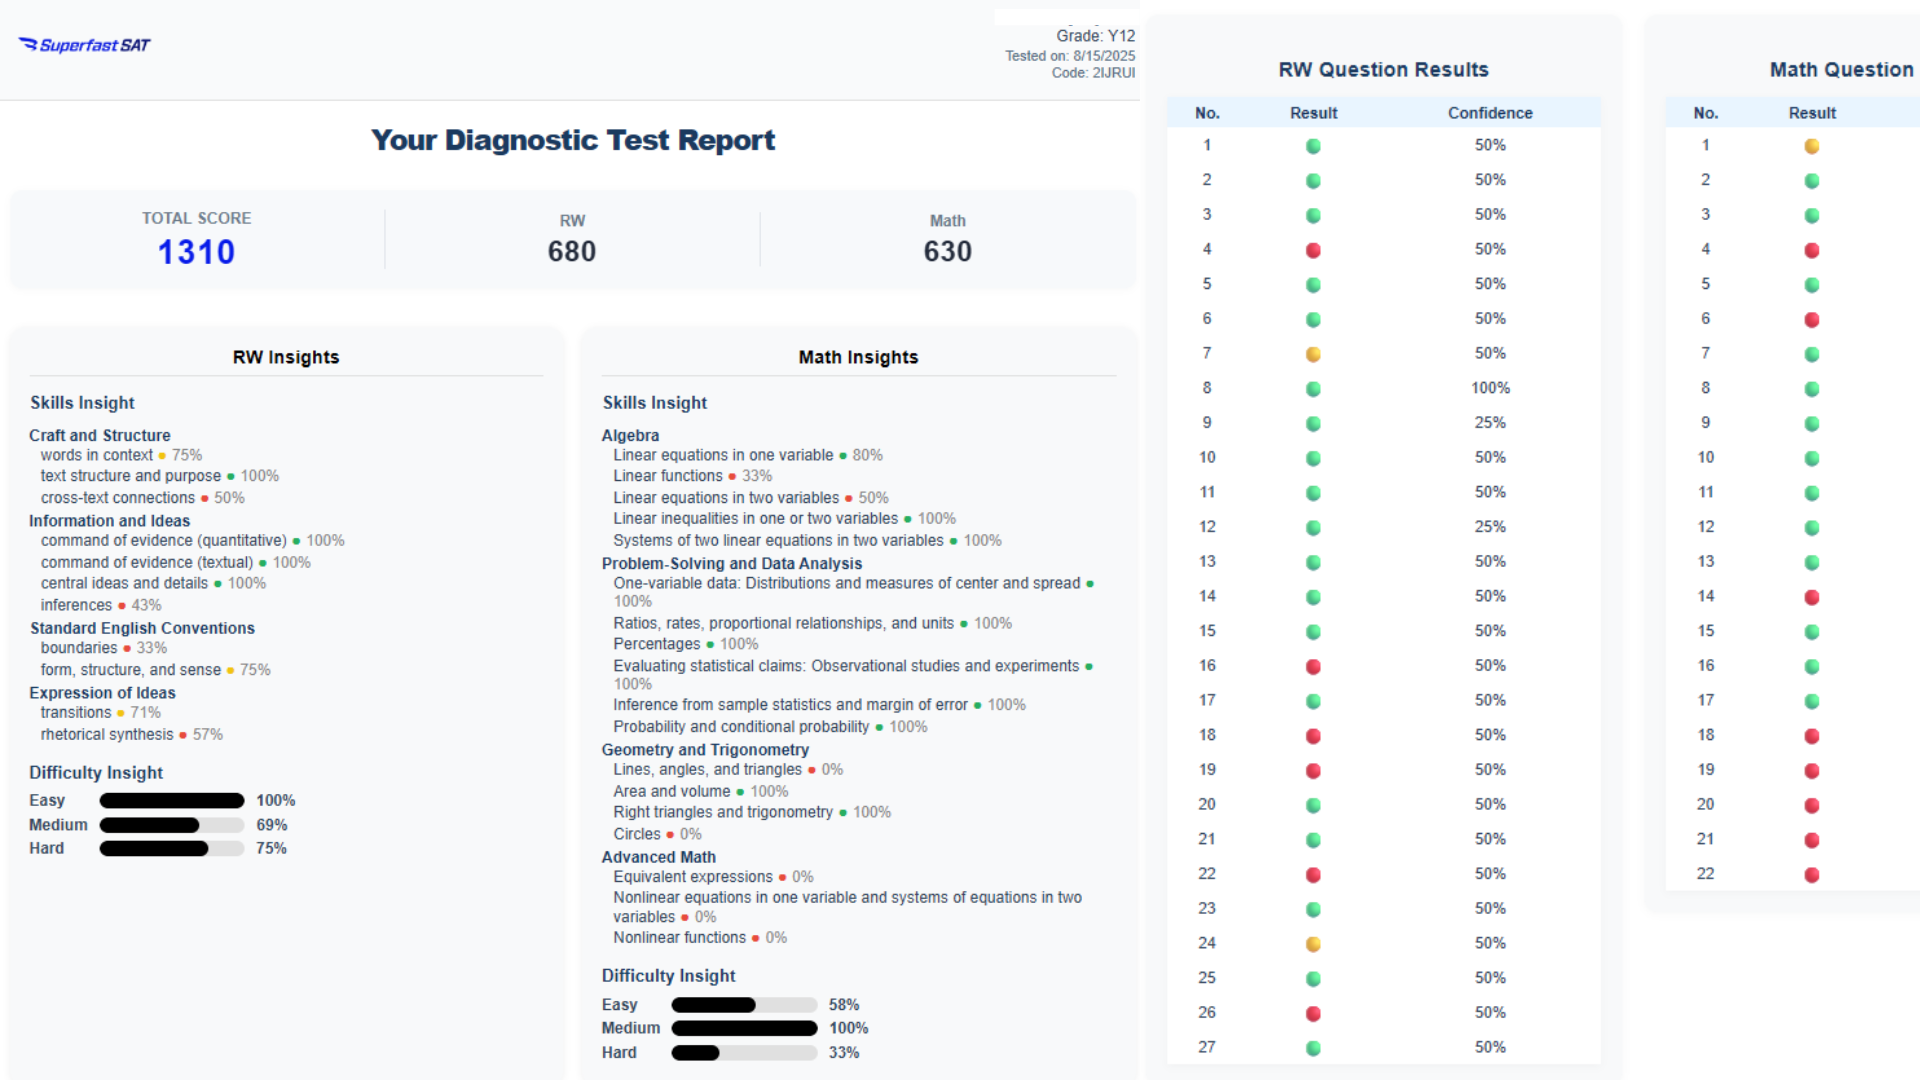 Superfast SAT
Grade: Y12
Tested on: 8/15/2025
Code: 2IJRUI
Your Diagnostic Test Report
TOTAL SCORE
1310
RW
680
Math
630
RW Insights
Skills Insight
Craft and Structure
words in context 75%
text structure and purpose 100%
cross-text connections 50%
Information and Ideas
command of evidence (quantitative) 100%
command of evidence (textual) 100%
central ideas and details 100%
inferences 43%
Standard English Conventions
boundaries 33%
form, structure, and sense 75%
Expression of Ideas
transitions 71%
rhetorical synthesis 57%
Difficulty Insight
Easy 100%
Medium 69%
Hard 75%
Math Insights
Skills Insight
Algebra
Linear equations in one variable 80%
Linear functions 33%
Linear equations in two variables 50%
Linear inequalities in one or two variables 100%
Systems of two linear equations in two variables 100%
Problem-Solving and Data Analysis
One-variable data: Distributions and measures of center and spread
100%
Ratios, rates, proportional relationships, and units 100%
Percentages 100%
Evaluating statistical claims: Observational studies and experiments
100%
Inference from sample statistics and margin of error 100%
Probability and conditional probability 100%
Geometry and Trigonometry
Lines, angles, and triangles 0%
Area and volume 100%
Right triangles and trigonometry 100%
Circles 0%
Advanced Math
Equivalent expressions 0%
Nonlinear equations in one variable and systems of equations in two
variables 0%
Nonlinear functions 0%
Difficulty Insight
Easy 58%
Medium 100%
Hard 33%
RW Question Results
No. Result Confidence
1 50%
2 50%
3 50%
4 50%
5 50%
6 50%
7 50%
8 100%
9 25%
10 50%
11 50%
12 25%
13 50%
14 50%
15 50%
16 50%
17 50%
18 50%
19 50%
20 50%
21 50%
22 50%
23 50%
24 50%
25 50%
26 50%
27 50%
Math Question
No. Result
1
2
3
4
5
6
7
8
9
10
11
12
13
14
15
16
17
18
19
20
21
22